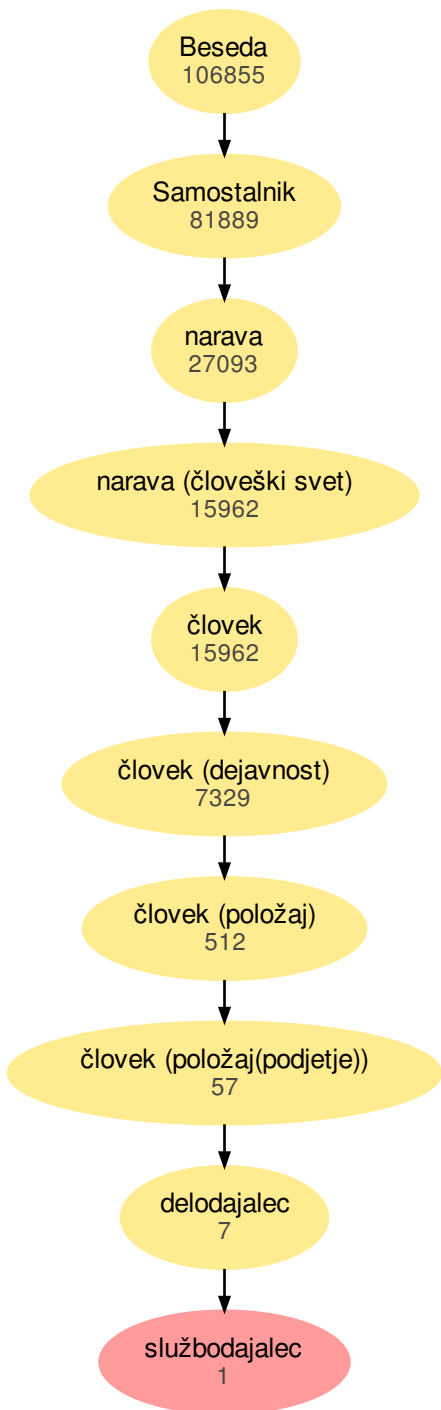 Beseda
106855
Samostalnik
81889
narava
27093
narava (človeški svet)
15962
človek
15962
človek (dejavnost)
7329
človek (položaj)
512
človek (položaj(podjetje))
57
delodajalec
7
službodajalec
1